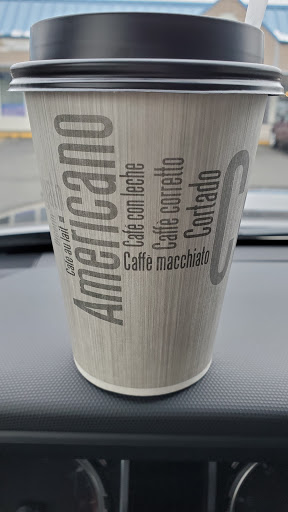 Café au lait
Americano
Café con leche
Caffè corretto
Cortado
Caffè macchiato